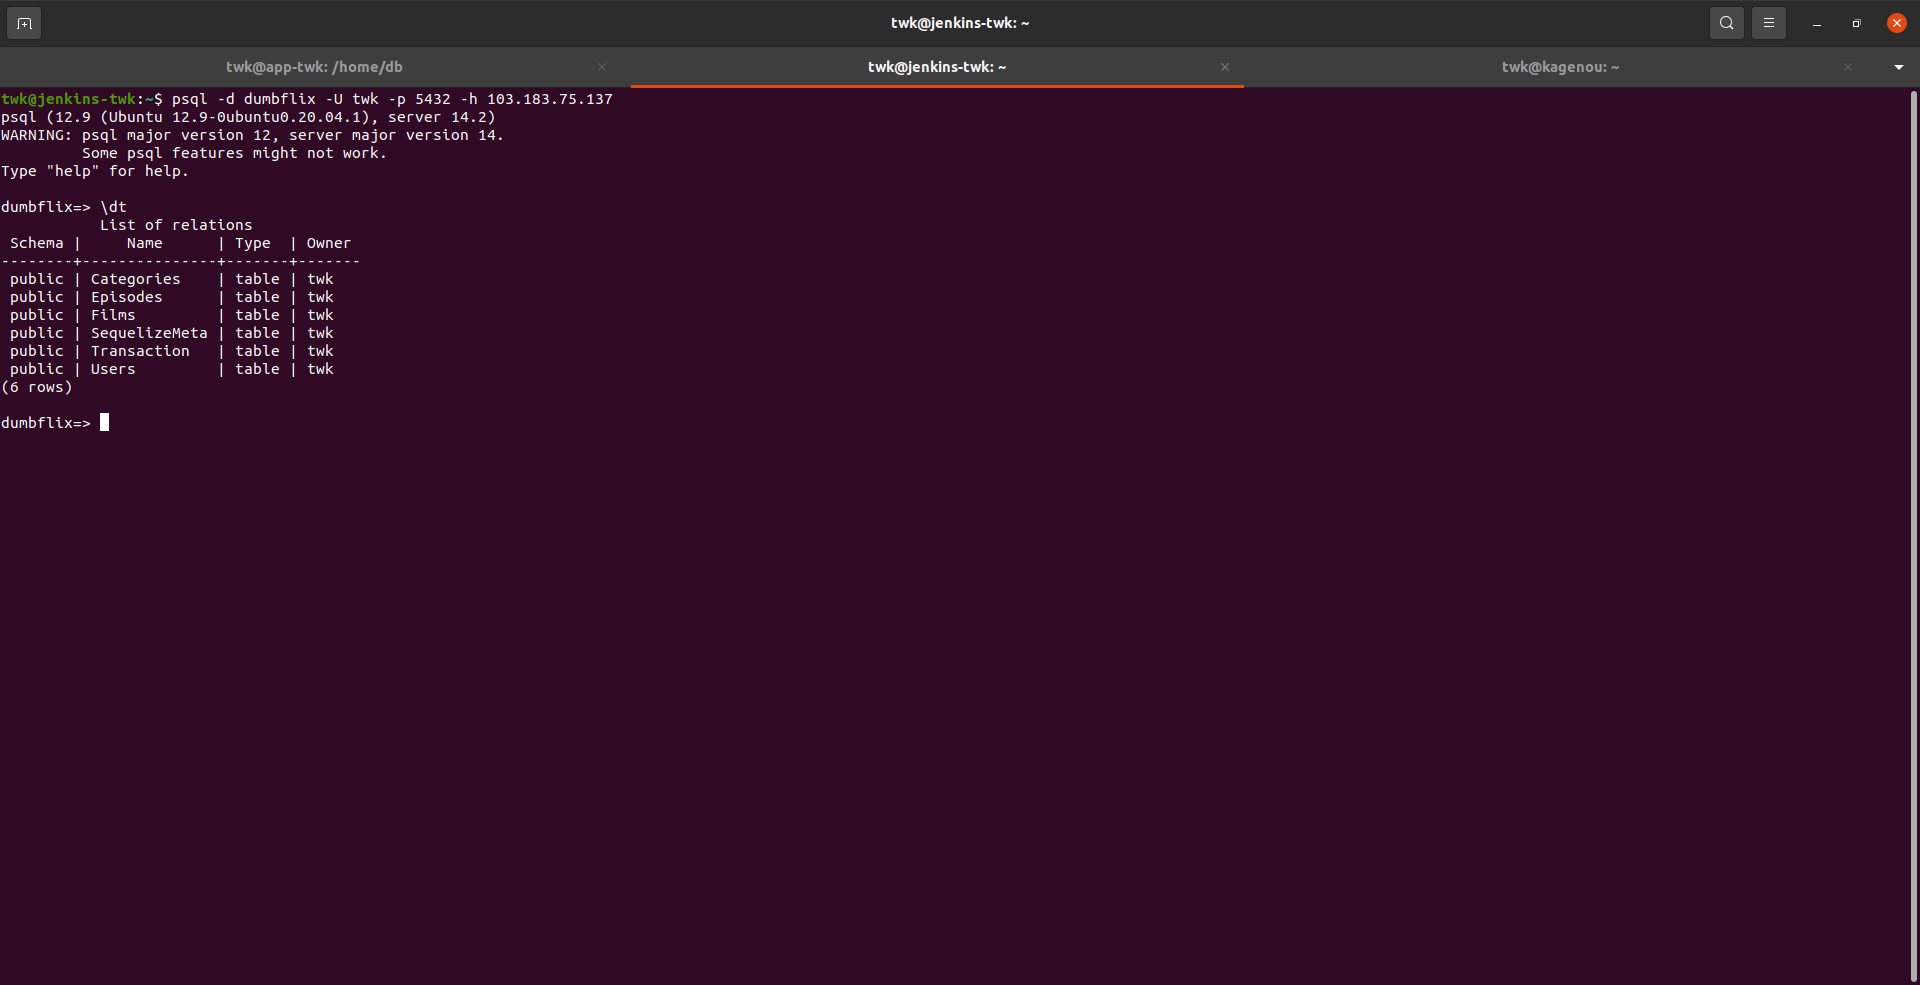 twk@jenkins-twk: ~
twk@app-twk: /home/db
twk@jenkins-twk: ~
twk@kagenou: ~
twk@jenkins-twk:~$ psql -d dumbflix -U twk -p 5432 -h 103.183.75.137
psql (12.9 (Ubuntu 12.9-0ubuntu0.20.04.1), server 14.2)
WARNING: psql major version 12, server major version 14.
         Some psql features might not work.
Type "help" for help.
dumbflix=> \dt
           List of relations
 Schema |     Name      | Type  | Owner
--------+---------------+-------+-------
 public | Categories    | table | twk
 public | Episodes      | table | twk
 public | Films         | table | twk
 public | SequelizeMeta | table | twk
 public | Transaction   | table | twk
 public | Users         | table | twk
(6 rows)
dumbflix=>